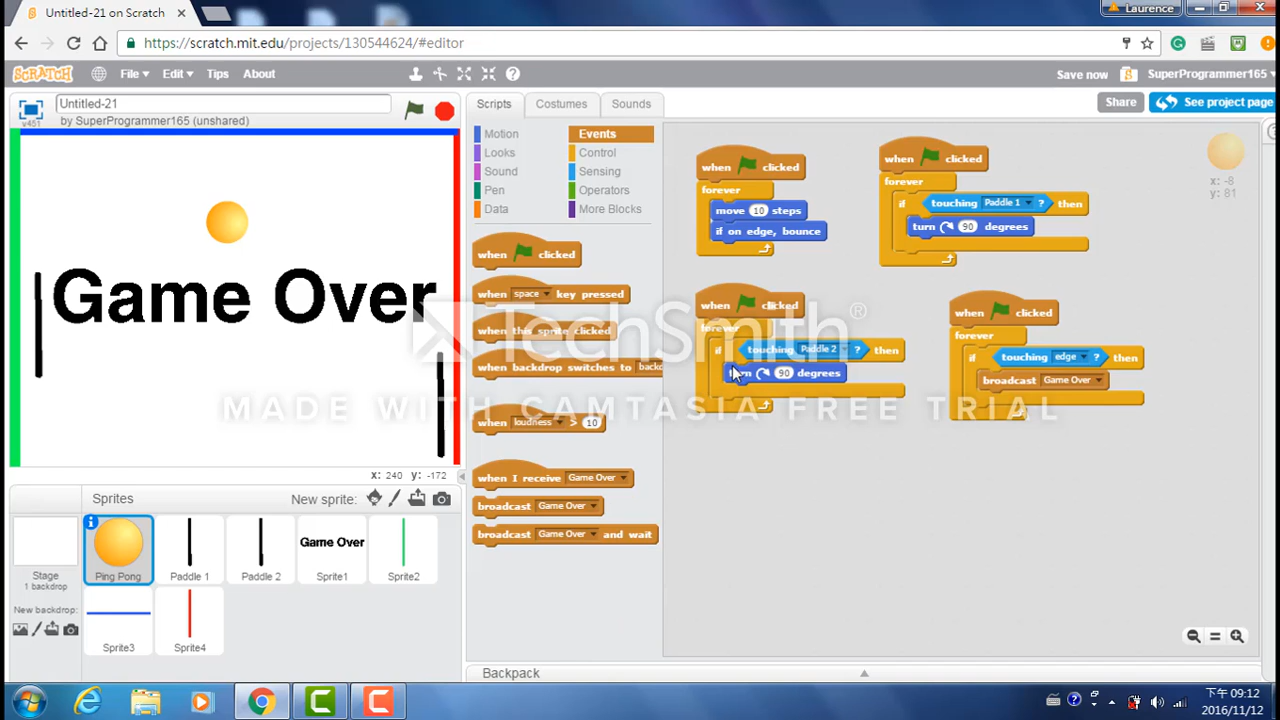 Untitled-21 on Scratch
Laurence
https://scratch.mit.edu/projects/130544624/#editor
SCRATCH File Edit Tips About Save now SuperProgrammer165
Untitled-21
by SuperProgrammer165 (unshared)
v451
Scripts Costumes Sounds
Share See project page
Motion Events
Looks Control
Sound Sensing
Pen Operators
Data More Blocks
when clicked
when space key pressed
when this sprite clicked
when backdrop switches to
when loudness > 10
when I receive Game Over
broadcast Game Over
broadcast Game Over and wait
when clicked
forever
move 10 steps
if on edge, bounce
when clicked
forever
if touching Paddle 1 ? then
turn 90 degrees
when clicked
forever
if touching Paddle 2 ? then
90 degrees
when clicked
forever
if touching edge ? then
broadcast Game Over
x: -8
y: 81
Game Over
TechSmith®
MADE WITH CAMTASIA FREE TRIAL
x: 240 y: -172
Sprites New sprite:
Stage
1 backdrop
New backdrop:
Ping Pong
Paddle 1
Paddle 2
Game Over
Sprite1
Sprite2
Sprite3
Sprite4
Backpack
下午 09:12
2016/11/12